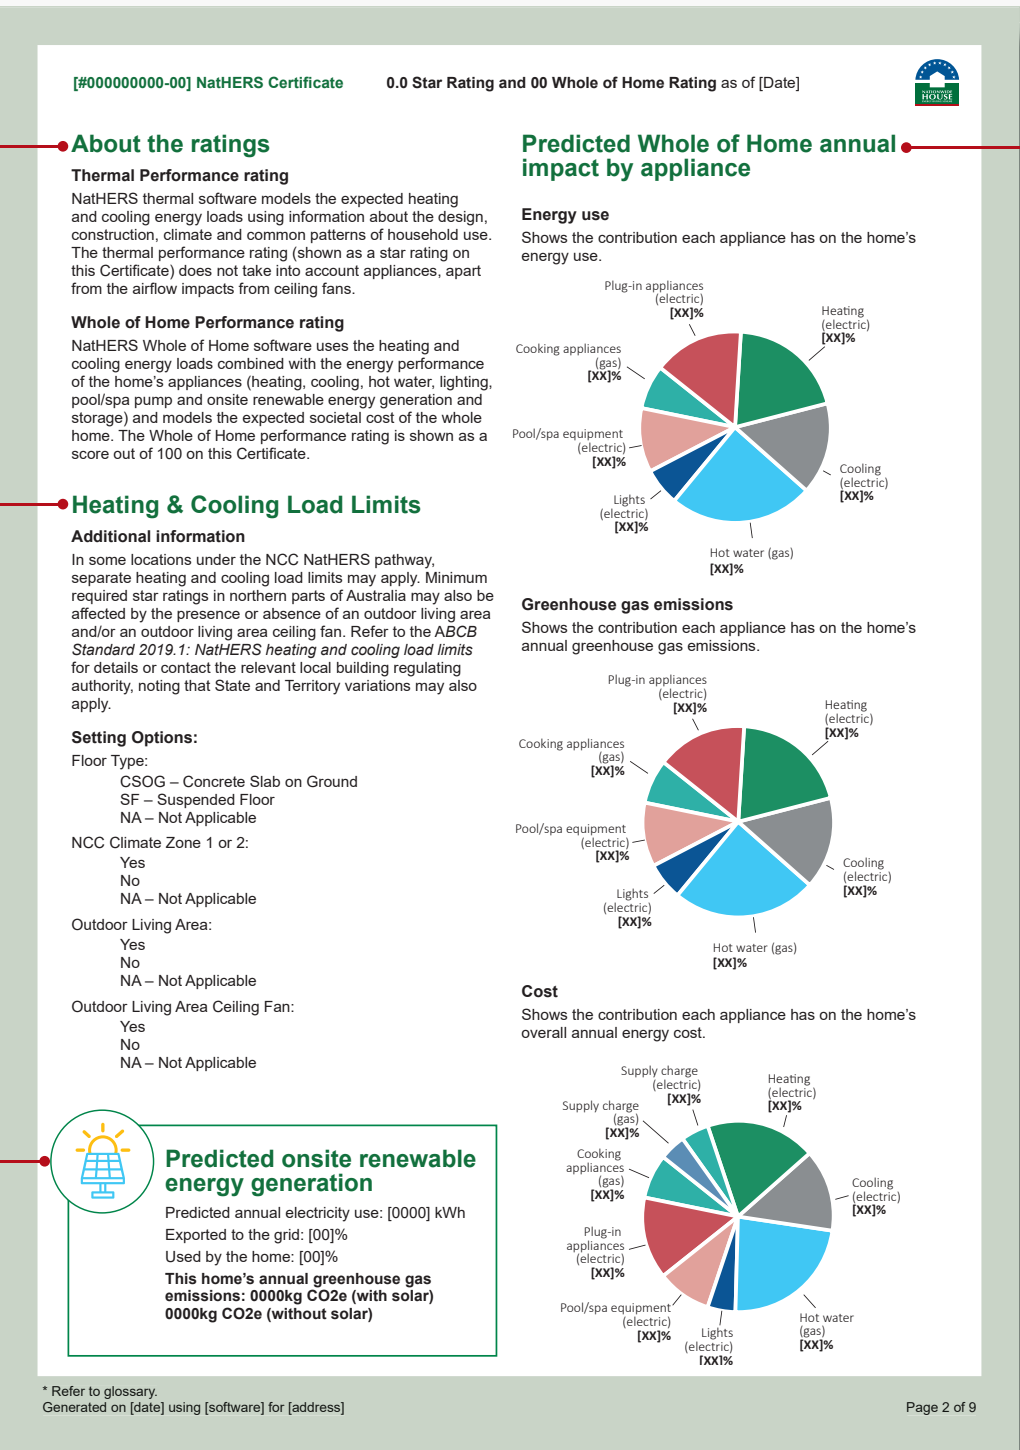 [#000000000-00] NatHERS Certificate
0.0 Star Rating and 00 Whole of Home Rating as of [Date]
NATIONWIDE
HOUSE
About the ratings
Thermal Performance rating
NatHERS thermal software models the expected heating
and cooling energy loads using information about the design,
construction, climate and common patterns of household use.
The thermal performance rating (shown as a star rating on
this Certificate) does not take into account appliances, apart
from the airflow impacts from ceiling fans.
Whole of Home Performance rating
NatHERS Whole of Home software uses the heating and
cooling energy loads combined with the energy performance
of the home's appliances (heating, cooling, hot water, lighting,
pool/spa pump and onsite renewable energy generation and
storage) and models the expected societal cost of the whole
home. The Whole of Home performance rating is shown as a
score out of 100 on this Certificate.
Heating & Cooling Load Limits
Additional information
In some locations under the NCC NatHERS pathway,
separate heating and cooling load limits may apply. Minimum
required star ratings in northern parts of Australia may also be
affected by the presence or absence of an outdoor living area
and/or an outdoor living area ceiling fan. Refer to the ABCB
Standard 2019.1: NatHERS heating and cooling load limits
for details or contact the relevant local building regulating
authority, noting that State and Territory variations may also
apply.
Setting Options:
Floor Type:
CSOG – Concrete Slab on Ground
SF – Suspended Floor
NA – Not Applicable
NCC Climate Zone 1 or 2:
Yes
No
NA – Not Applicable
Outdoor Living Area:
Yes
No
NA – Not Applicable
Outdoor Living Area Ceiling Fan:
Yes
No
NA – Not Applicable
Predicted onsite renewable
energy generation
Predicted annual electricity use: [0000] kWh
Exported to the grid: [00]%
Used by the home: [00]%
This home's annual greenhouse gas
emissions: 0000kg CO2e (with solar)
0000kg CO2e (without solar)
Predicted Whole of Home annual
impact by appliance
Energy use
Shows the contribution each appliance has on the home's
energy use.
Plug-in appliances
(electric)
[XX]%
Heating
(electric)
[XX]%
Cooking appliances
(gas)
[XX]%
Pool/spa equipment
(electric)
[XX]%
Cooling
(electric)
[XX]%
Lights
(electric)
[XX]%
Hot water (gas)
[XX]%
Greenhouse gas emissions
Shows the contribution each appliance has on the home's
annual greenhouse gas emissions.
Plug-in appliances
(electric)
[XX]%
Heating
(electric)
[XX]%
Cooking appliances
(gas)
[XX]%
Pool/spa equipment
(electric)
[XX]%
Cooling
(electric)
[XX]%
Lights
(electric)
[XX]%
Hot water (gas)
[XX]%
Cost
Shows the contribution each appliance has on the home's
overall annual energy cost.
Supply charge
(electric)
[XX]%
Heating
(electric)
[XX]%
Supply charge
(gas)
[XX]%
Cooking
appliances
(gas)
[XX]%
Cooling
(electric)
[XX]%
Plug-in
appliances
(electric)
[XX]%
Pool/spa equipment
(electric)
[XX]%
Lights
(electric)
[XX]%
Hot water
(gas)
[XX]%
* Refer to glossary.
Generated on [date] using [software] for [address]
Page 2 of 9